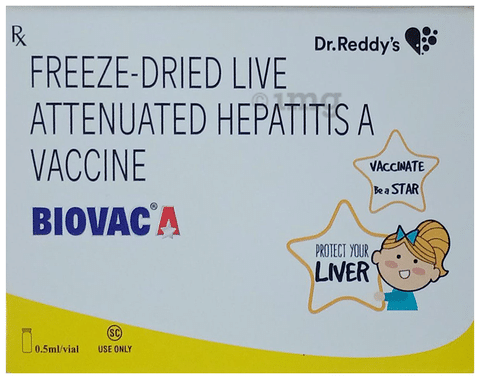 Rx
Dr.Reddy's
FREEZE-DRIED LIVE
ATTENUATED HEPATITIS A
VACCINE
1mg
BIOVAC® A
VACCINATE
Be a STAR
PROTECT YOUR
LIVER
0.5ml/vial
SC
USE ONLY